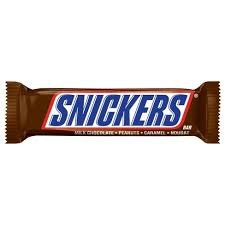 SNICKERS
BAR
MILK CHOCOLATE • PEANUTS • CARAMEL • NOUGAT